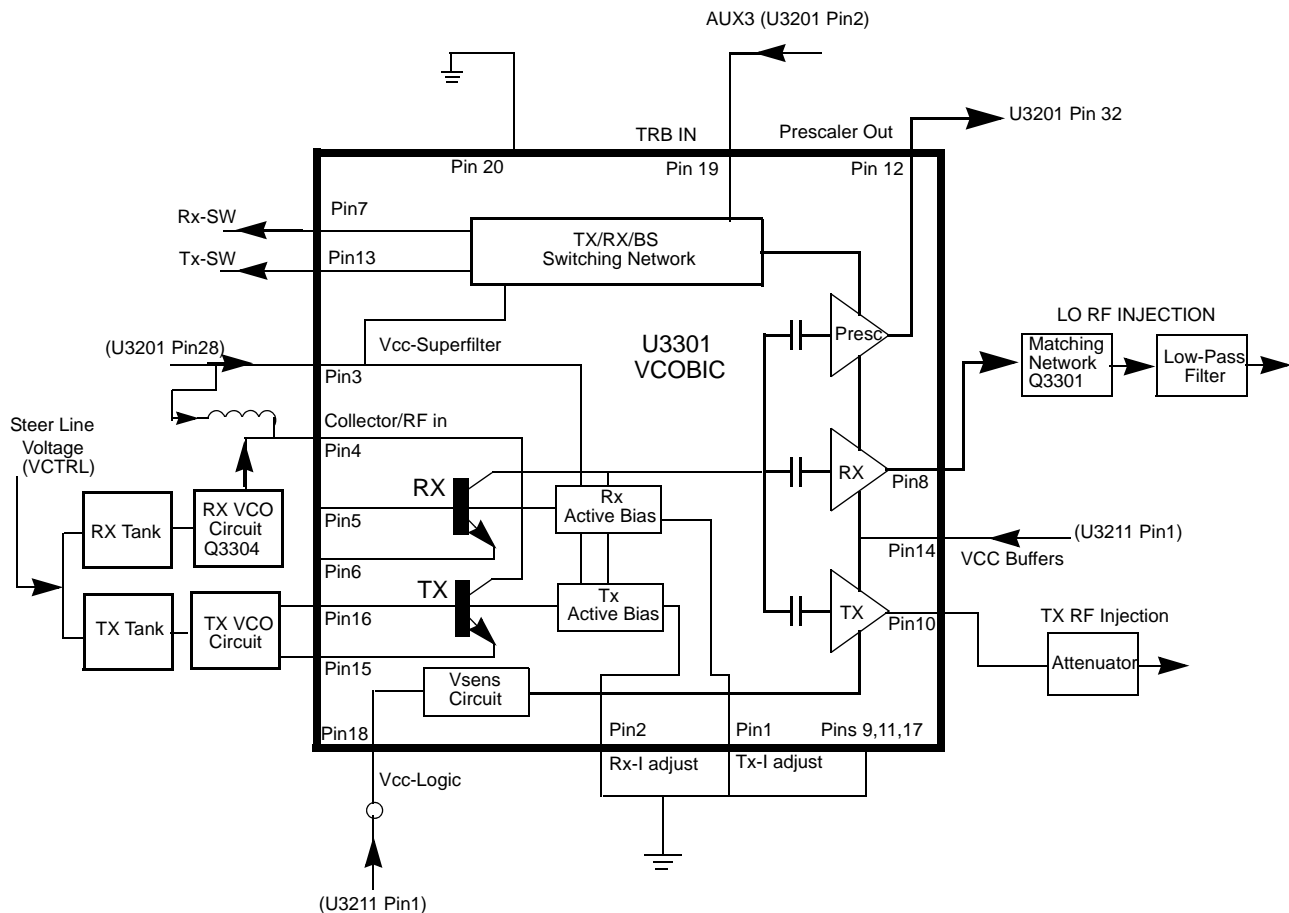 AUX3 (U3201 Pin2)
U3201 Pin 32
TRB IN
Prescaler Out
Pin 20
Pin 19
Pin 12
Rx-SW
Pin7
Tx-SW
Pin13
TX/RX/BS
Switching Network
(U3201 Pin28)
Vcc-Superfilter
Pin3
U3301
VCOBIC
Presc
LO RF INJECTION
Matching
Network
Q3301
Low-Pass
Filter
Steer Line
Voltage
(VCTRL)
Collector/RF in
Pin4
RX
RX
Pin8
Rx
Active Bias
Pin5
RX Tank
RX VCO
Circuit
Q3304
Pin6
(U3211 Pin1)
Pin14
VCC Buffers
TX
Tx
Active Bias
TX
Pin10
TX Tank
TX VCO
Circuit
Pin16
Pin15
TX RF Injection
Attenuator
Vsens
Circuit
Pin18
Pin2
Pin1
Pins 9,11,17
Rx-I adjust
Tx-I adjust
Vcc-Logic
(U3211 Pin1)